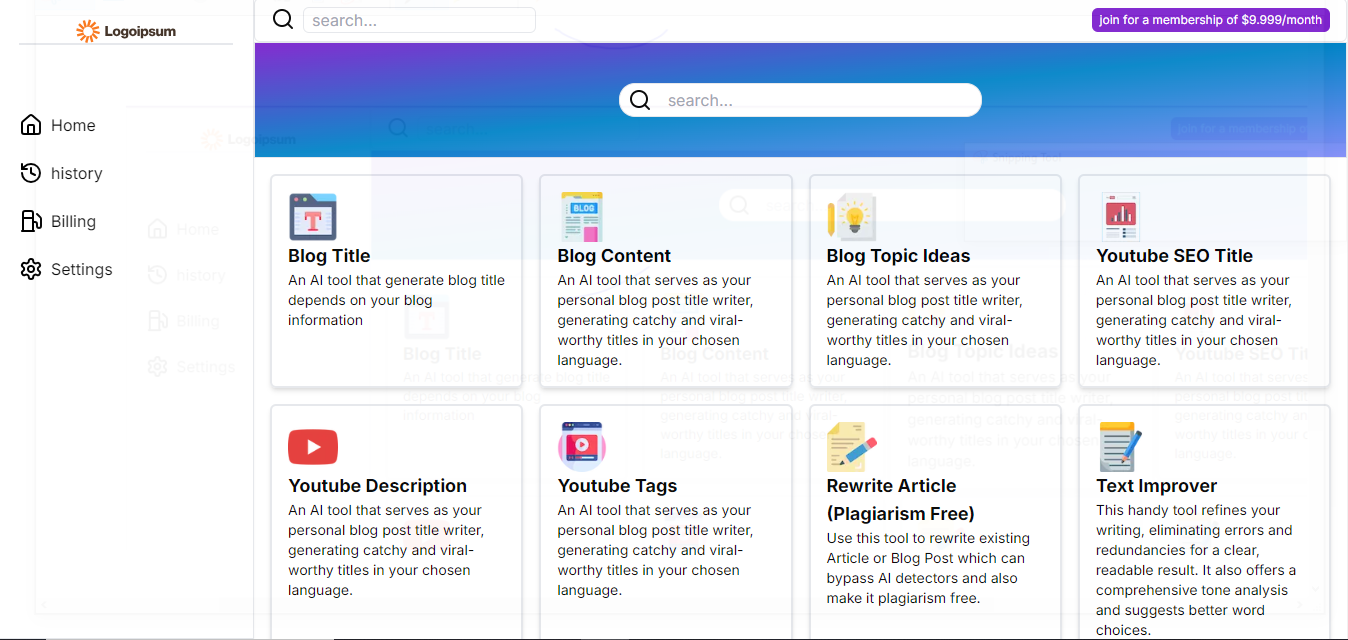 Logoipsum
Home
history
Billing
Settings
search...
join for a membership of $9.999/month
search...
Blog Title
An AI tool that generate blog title
depends on your blog
information
BLOG
Blog Content
An AI tool that serves as your
personal blog post title writer,
generating catchy and viral-
worthy titles in your chosen
language.
Blog Topic Ideas
An AI tool that serves as your
personal blog post title writer,
generating catchy and viral-
worthy titles in your chosen
language.
Youtube SEO Title
An AI tool that serves as your
personal blog post title writer,
generating catchy and viral-
worthy titles in your chosen
language.
Youtube Description
An AI tool that serves as your
personal blog post title writer,
generating catchy and viral-
worthy titles in your chosen
language.
Youtube Tags
An AI tool that serves as your
personal blog post title writer,
generating catchy and viral-
worthy titles in your chosen
language.
Rewrite Article
(Plagiarism Free)
Use this tool to rewrite existing
Article or Blog Post which can
bypass AI detectors and also
make it plagiarism free.
Text Improver
This handy tool refines your
writing, eliminating errors and
redundancies for a clear,
readable result. It also offers a
comprehensive tone analysis
and suggests better word
choices.